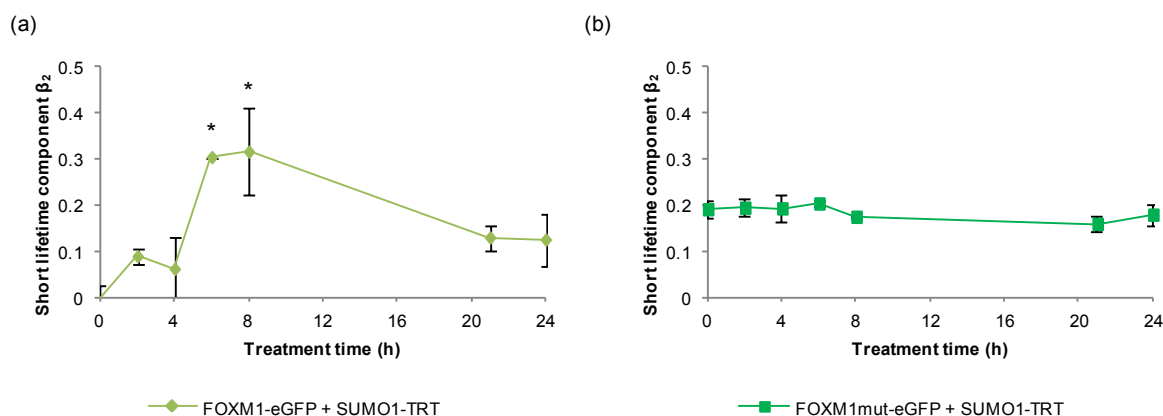 (a)
(b)
Short lifetime component β₂
0.5
0.4
0.3
0.2
0.1
0
* *
0 4 8 12 16 20 24
Treatment time (h)
FOXM1-eGFP + SUMO1-TRT
Short lifetime component β₂
0.5
0.4
0.3
0.2
0.1
0
0 4 8 12 16 20 24
Treatment time (h)
FOXM1mut-eGFP + SUMO1-TRT